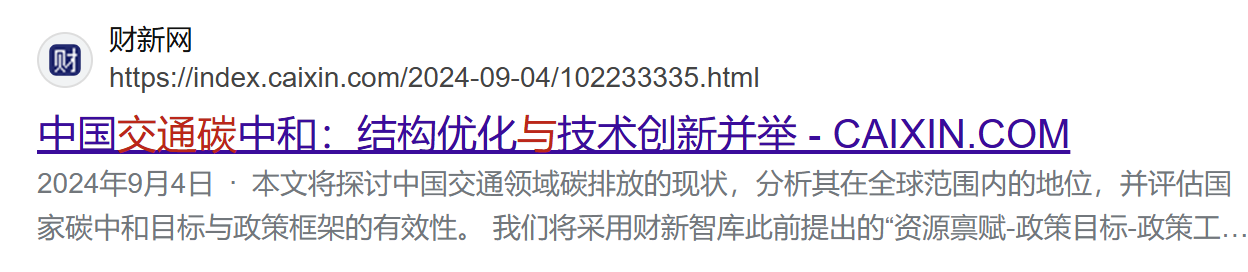 财
财新网
https://index.caixin.com/2024-09-04/102233335.html
中国交通碳中和：结构优化与技术创新并举 - CAIXIN.COM
2024年9月4日 · 本文将探讨中国交通领域碳排放的现状，分析其在全球范围内的地位，并评估国
家碳中和目标与政策框架的有效性。 我们将采用财新智库此前提出的“资源禀赋-政策目标-政策工…